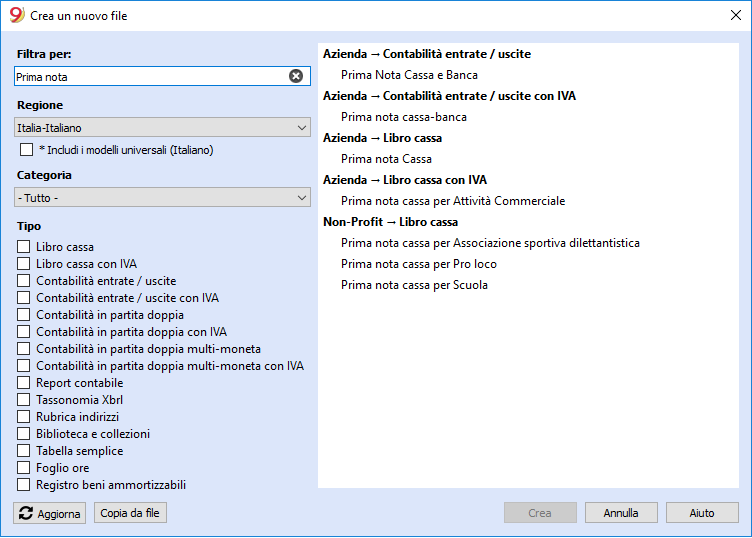 9 Crea un nuovo file
Filtra per:
Prima nota
Regione
Italia-Italiano
* Includi i modelli universali (Italiano)
Categoria
- Tutto -
Tipo
Libro cassa
Libro cassa con IVA
Contabilità entrate / uscite
Contabilità entrate / uscite con IVA
Contabilità in partita doppia
Contabilità in partita doppia con IVA
Contabilità in partita doppia multi-moneta
Contabilità in partita doppia multi-moneta con IVA
Report contabile
Tassonomia Xbrl
Rubrica indirizzi
Biblioteca e collezioni
Tabella semplice
Foglio ore
Registro beni ammortizzabili
Azienda → Contabilità entrate / uscite
Prima Nota Cassa e Banca
Azienda → Contabilità entrate / uscite con IVA
Prima nota cassa-banca
Azienda → Libro cassa
Prima nota Cassa
Azienda → Libro cassa con IVA
Prima nota cassa per Attività Commerciale
Non-Profit → Libro cassa
Prima nota cassa per Associazione sportiva dilettantistica
Prima nota cassa per Pro loco
Prima nota cassa per Scuola
Aggiorna Copia da file Crea Annulla Aiuto